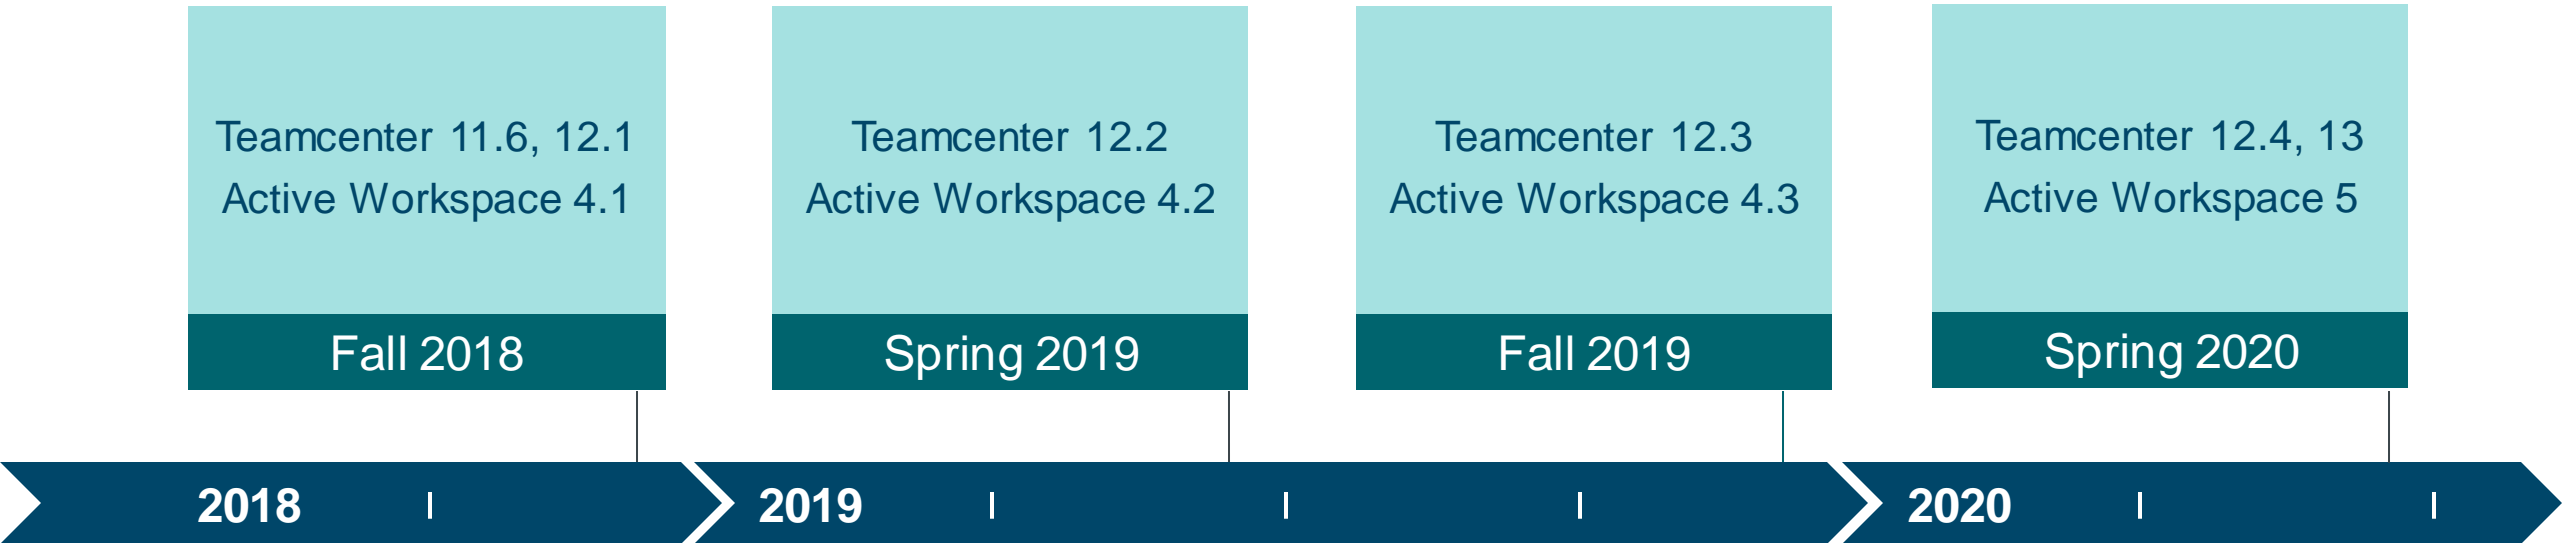 Teamcenter 11.6, 12.1
Active Workspace 4.1
Fall 2018
Teamcenter 12.2
Active Workspace 4.2
Spring 2019
Teamcenter 12.3
Active Workspace 4.3
Fall 2019
Teamcenter 12.4, 13
Active Workspace 5
Spring 2020
2018
2019
2020